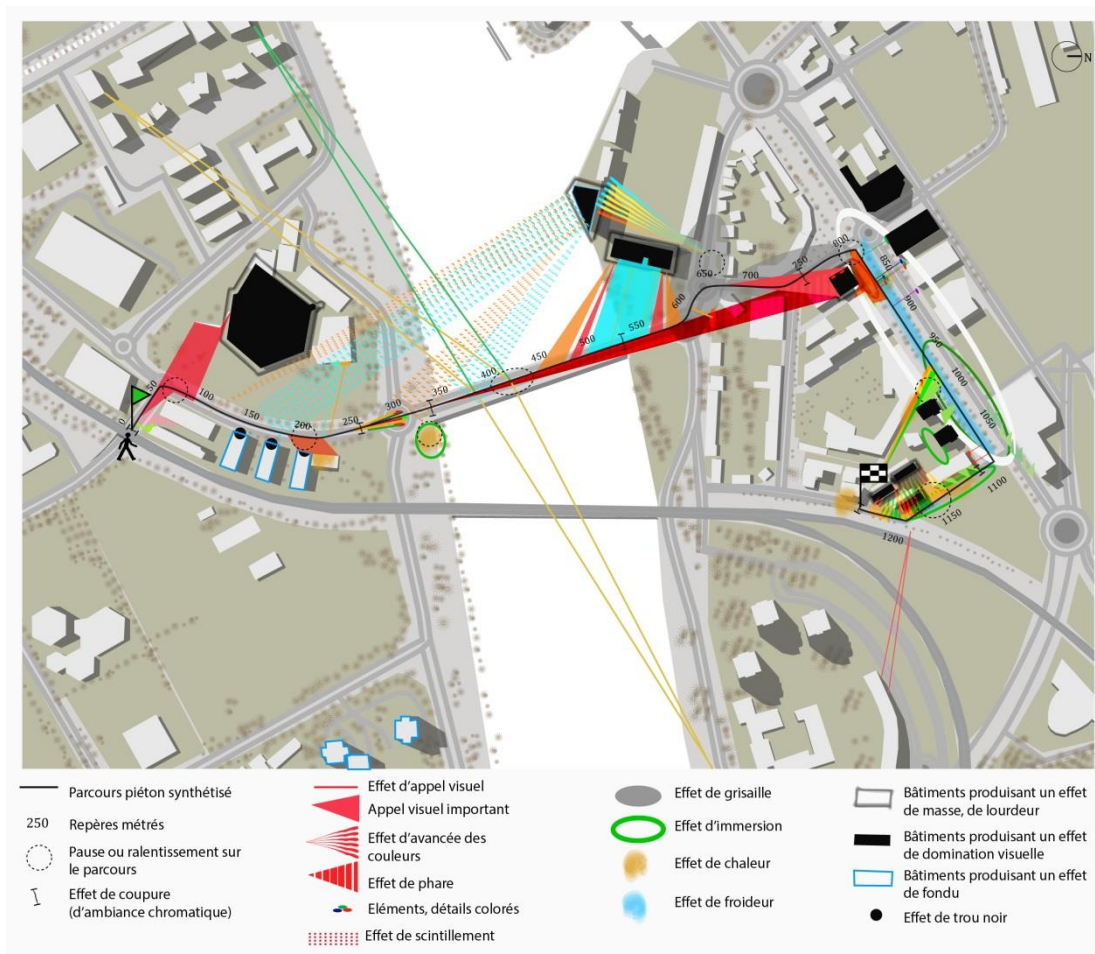 N
0
50
100
150
200
250
300
350
400
450
500
550
600
650
700
750
800
850
900
950
1000
1050
1100
1150
1200
Parcours piéton synthétisé
250
Repères métrés
Pause ou ralentissement sur
le parcours
Effet de coupure
(d'ambiance chromatique)
Effet d'appel visuel
Appel visuel important
Effet d'avancée des
couleurs
Effet de phare
Eléments, détails colorés
Effet de scintillement
Effet de grisaille
Effet d'immersion
Effet de chaleur
Effet de froideur
Bâtiments produisant un effet
de masse, de lourdeur
Bâtiments produisant un effet
de domination visuelle
Bâtiments produisant un effet
de fondu
Effet de trou noir